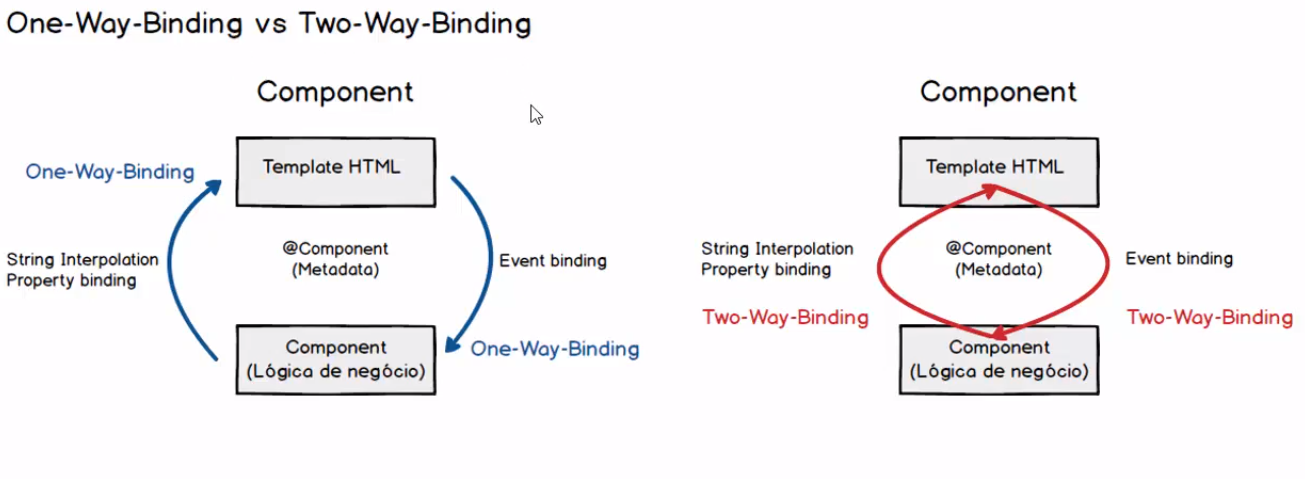 One-Way-Binding vs Two-Way-Binding
Component
Template HTML
One-Way-Binding
@Component
(Metadata)
String Interpolation
Property binding
Event binding
Component
(Lógica de negócio)
One-Way-Binding
Component
Template HTML
@Component
(Metadata)
String Interpolation
Property binding
Event binding
Two-Way-Binding
Two-Way-Binding
Component
(Lógica de negócio)